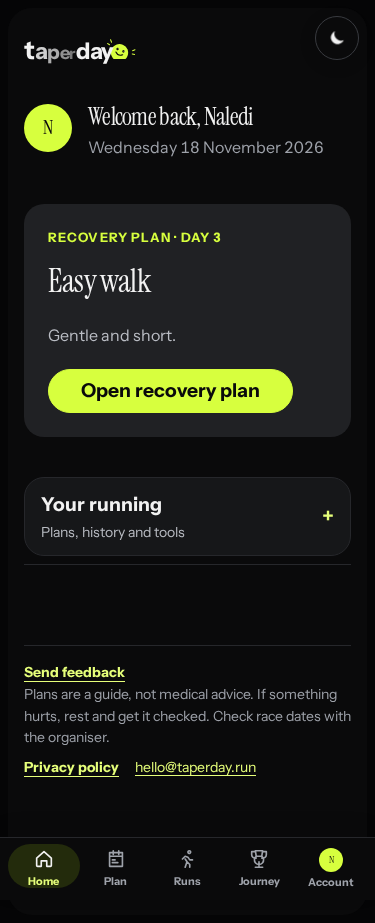 taperday
N
Welcome back, Naledi
Wednesday 18 November 2026
RECOVERY PLAN · DAY 3
Easy walk
Gentle and short.
Open recovery plan
Your running
Plans, history and tools
+
Send feedback
Plans are a guide, not medical advice. If something
hurts, rest and get it checked. Check race dates with
the organiser.
Privacy policy hello@taperday.run
N
Home Plan Runs Journey Account